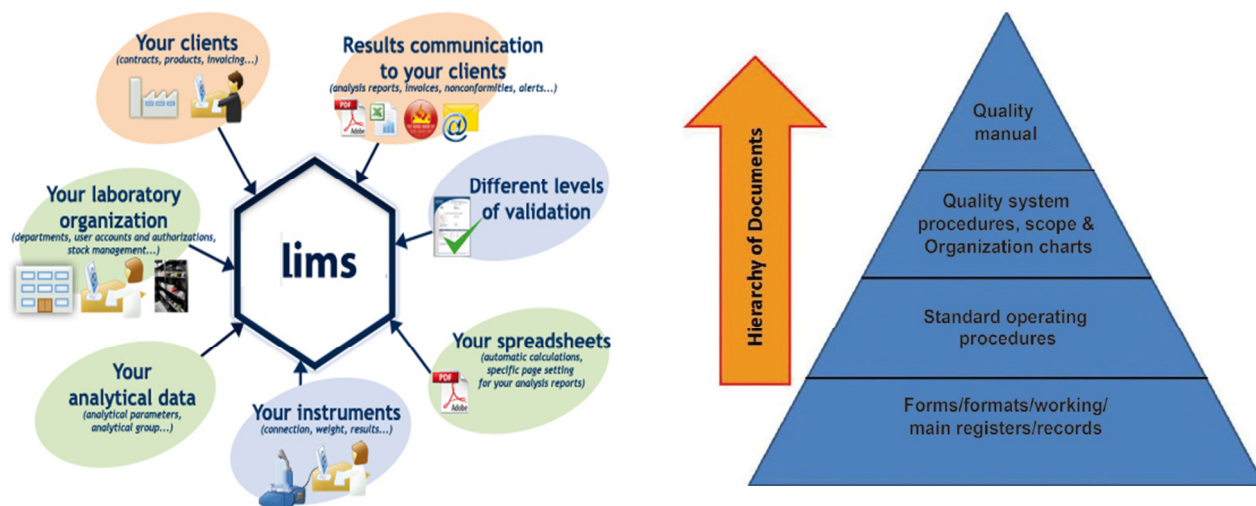 Your clients
(contracts, products, invoicing...)
Results communication
to your clients
(analysis reports, invoices, nonconformities, alerts...)
PDF
Adobe
Different levels
of validation
Your laboratory
organization
(departments, user accounts and authorizations,
stock management...)
lims
Your spreadsheets
(automatic calculations,
specific page setting
for your analysis reports)
PDF
Adobe
Your
analytical data
(analytical parameters,
analytical group...)
Your instruments
(connection, weight, results...)
Hierarchy of Documents
Quality
manual
Quality system
procedures, scope &
Organization charts
Standard operating
procedures
Forms/formats/working/
main registers/records